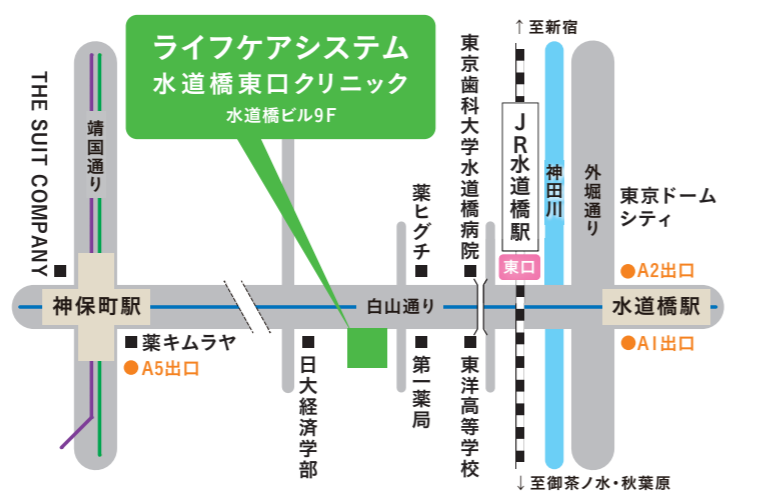 ライフケアシステム
水道橋東口クリニック
水道橋ビル9F
THE SUIT COMPANY
靖国通り
神保町駅
薬キムラヤ
A5出口
日大経済学部
白山通り
薬ヒグチ
第一薬局
東京歯科大学水道橋病院
東洋高等学校
↑至新宿
JR水道橋駅
東口
神田川
外堀通り
東京ドーム
シティ
A2出口
水道橋駅
A1出口
↓至御茶ノ水・秋葉原